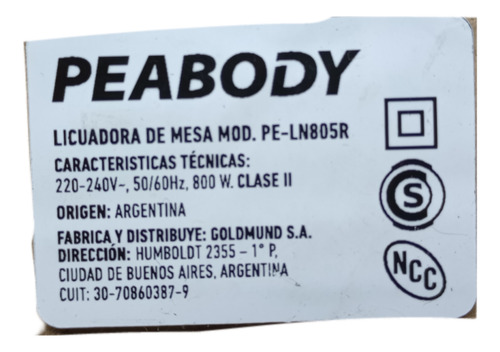 PEABODY
LICUADORA DE MESA MOD. PE-LN805R
CARACTERISTICAS TÉCNICAS:
220-240V~, 50/60Hz, 800 W. CLASE II
ORIGEN: ARGENTINA
FABRICA Y DISTRIBUYE: GOLDMUND S.A.
DIRECCIÓN: HUMBOLDT 2355 – 1° P,
CIUDAD DE BUENOS AIRES, ARGENTINA
CUIT: 30-70860387-9
S
NCC